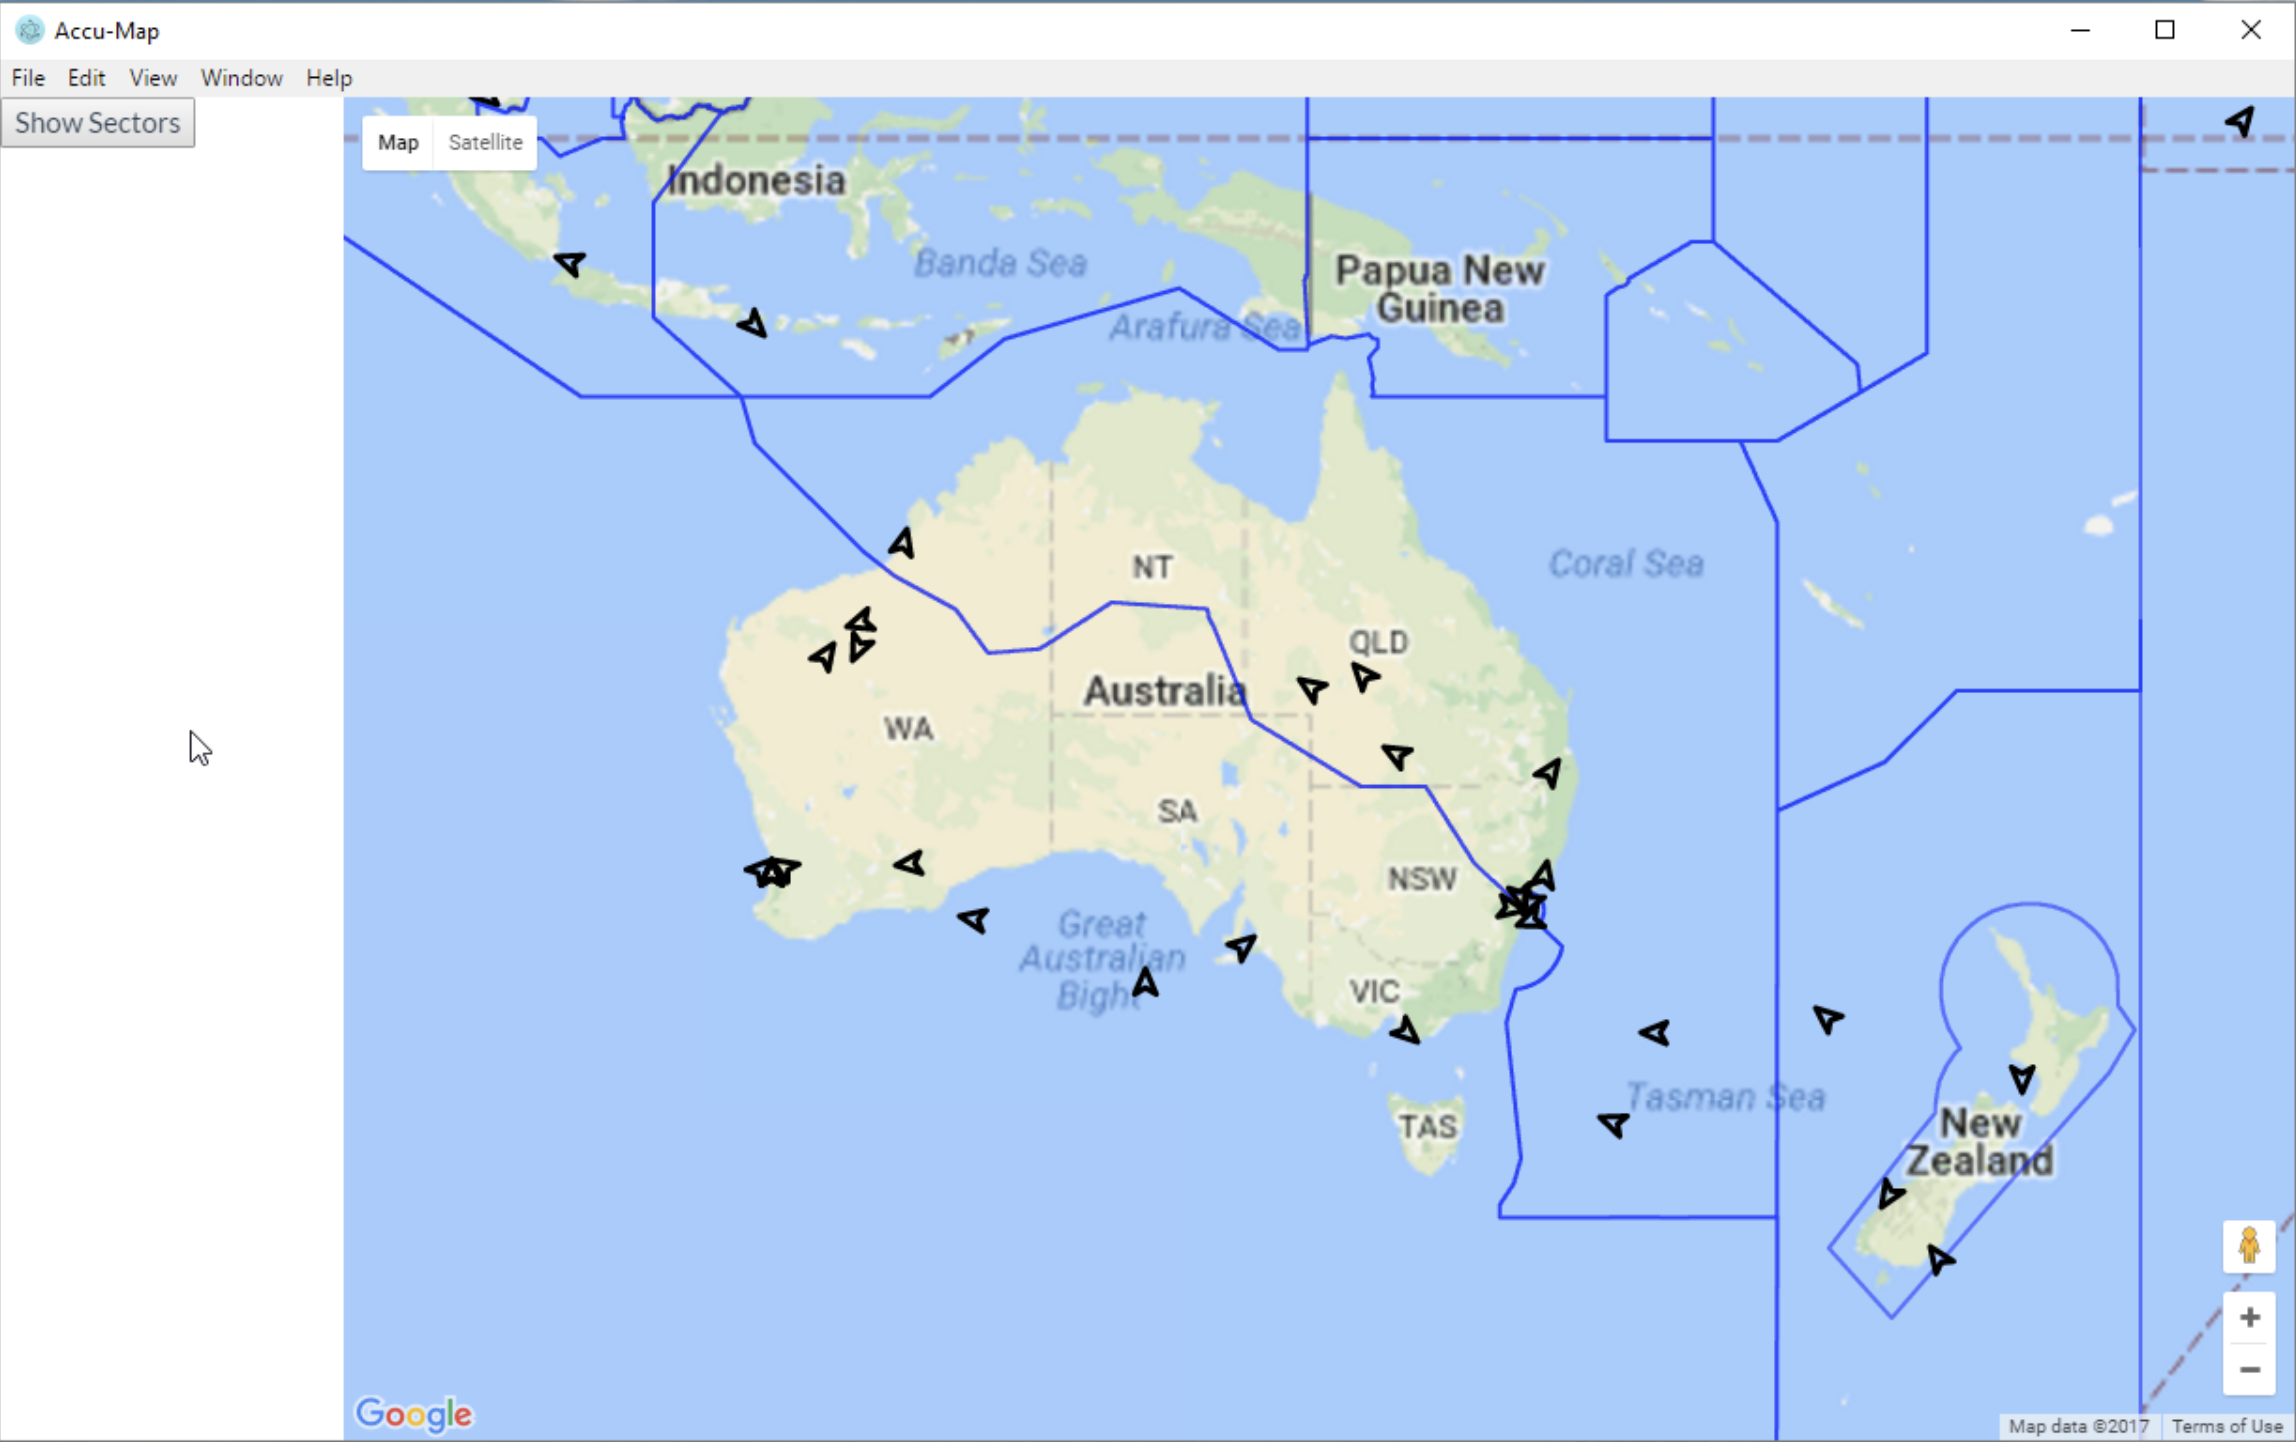 Accu-Map
File Edit View Window Help
Show Sectors
Map Satellite
Indonesia
Banda Sea
Papua New
Guinea
Arafura Sea
NT
Coral Sea
QLD
Australia
WA
SA
NSW
Great
Australian
Bight
VIC
Tasman Sea
TAS
New
Zealand
+
−
Google
Map data ©2017 Terms of Use